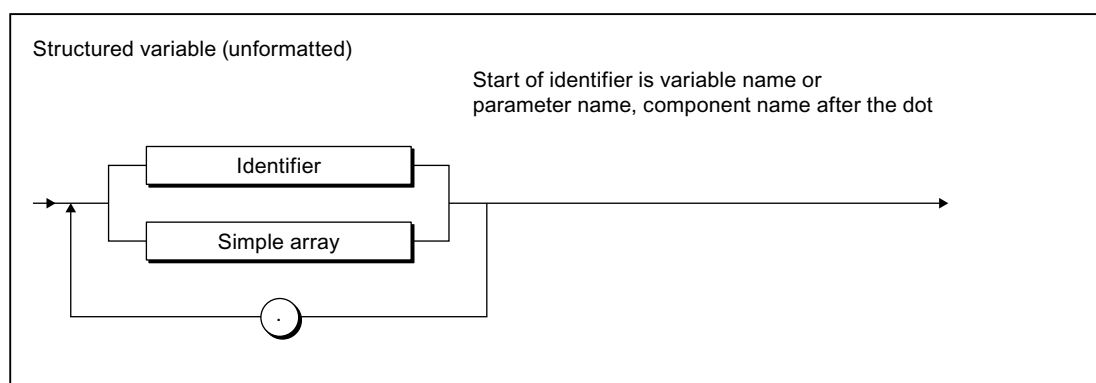 Structured variable (unformatted)
Start of identifier is variable name or
parameter name, component name after the dot
Identifier
Simple array
.